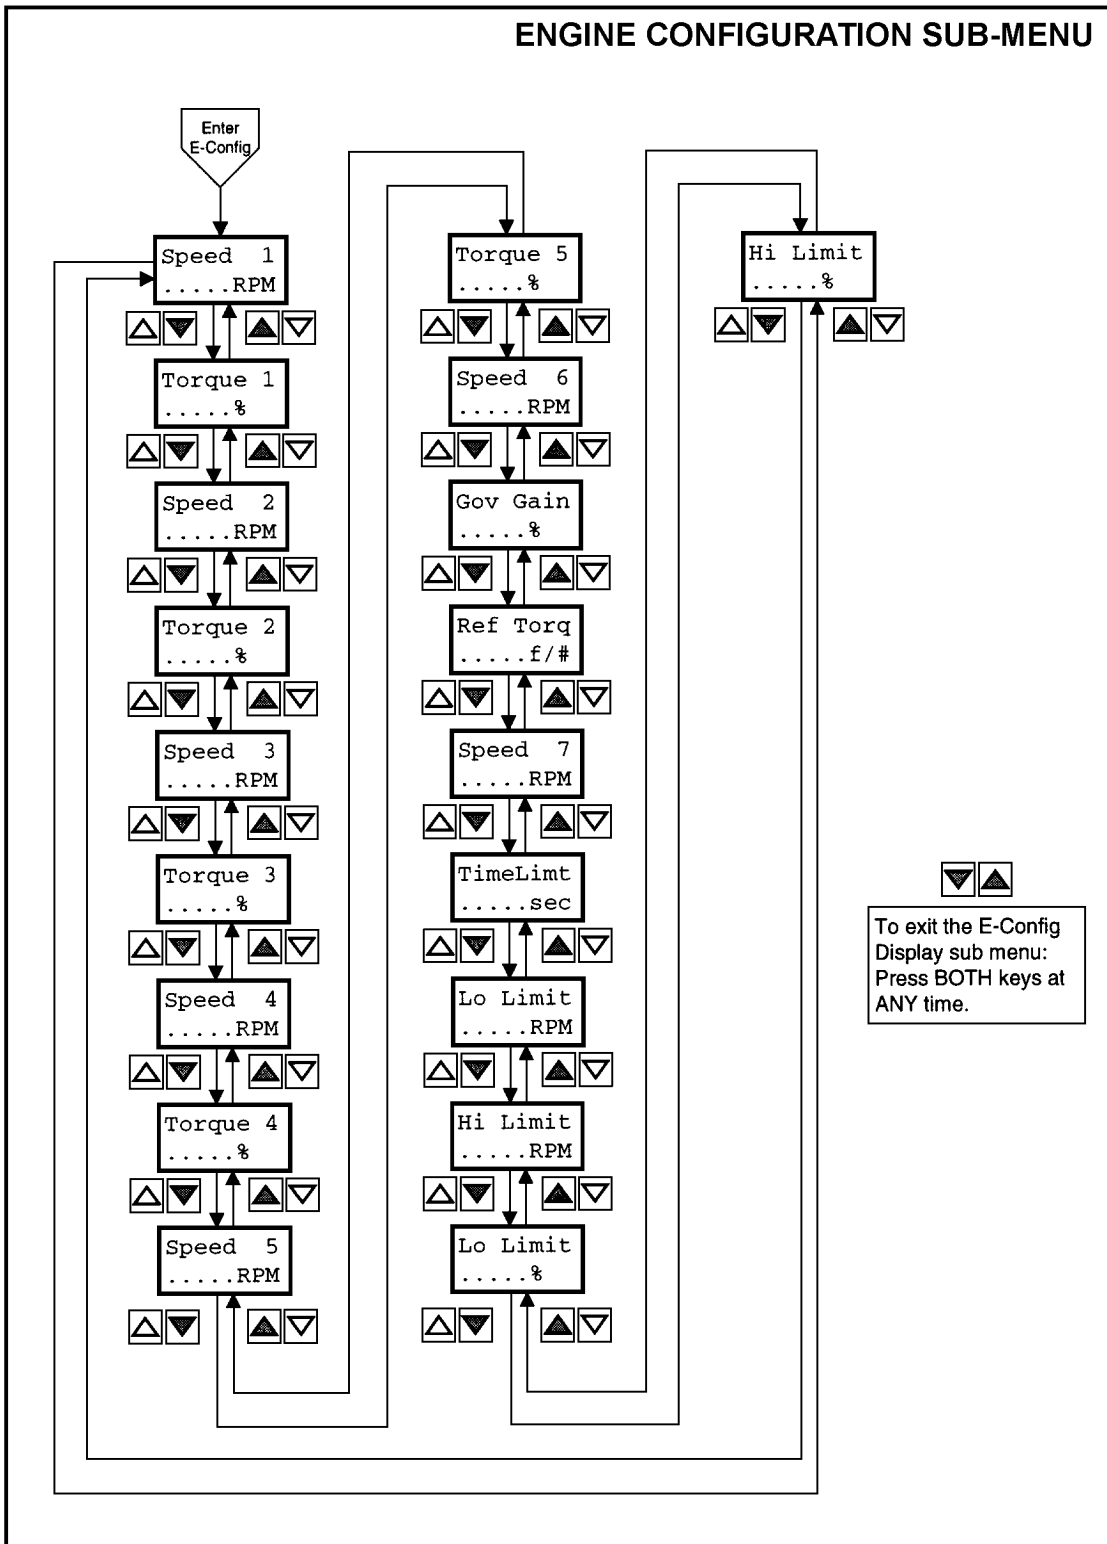 ENGINE CONFIGURATION SUB-MENU
Enter
E-Config
Speed 1
.....RPM
Torque 1
.....%
Speed 2
.....RPM
Torque 2
.....%
Speed 3
.....RPM
Torque 3
.....%
Speed 4
.....RPM
Torque 4
.....%
Speed 5
.....RPM
Torque 5
.....%
Speed 6
.....RPM
Gov Gain
.....%
Ref Torq
.....f/#
Speed 7
.....RPM
TimeLimt
.....sec
Lo Limit
.....RPM
Hi Limit
.....RPM
Lo Limit
.....%
Hi Limit
.....%
To exit the E-Config
Display sub menu:
Press BOTH keys at
ANY time.